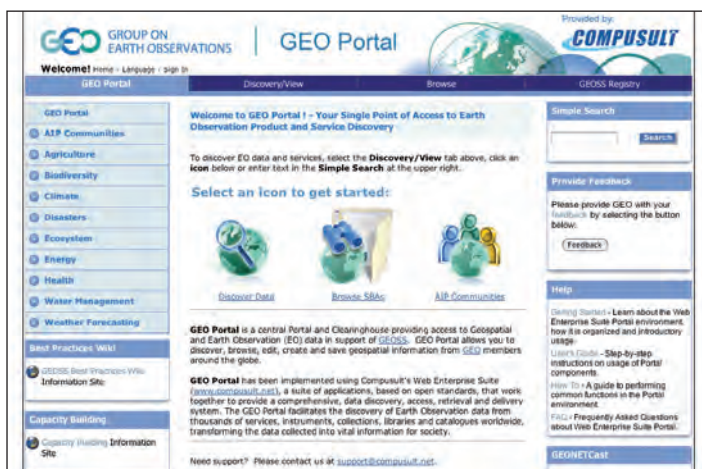 GEO GROUP ON
EARTH OBSERVATIONS
GEO Portal
Provided by:
COMPUSULT
Welcome! Home - Language - Sign In
GEO Portal
Discovery/View
Browse
GEOSS Registry
GEO Portal
AIP Communities
Agriculture
Biodiversity
Climate
Disasters
Ecosystem
Energy
Health
Water Management
Weather Forecasting
Best Practices Wiki
GEOSS Best Practices Wiki
Information Site
Capacity Building
Capacity Building Information
Site
Welcome to GEO Portal ! - Your Single Point of Access to Earth
Observation Product and Service Discovery
To discover EO data and services, select the Discovery/View tab above, click an
icon below or enter text in the Simple Search at the upper right.
Select an icon to get started:
Discover Data
Browse SBAs
AIP Communities
GEO Portal is a central Portal and Clearinghouse providing access to Geospatial
and Earth Observation (EO) data in support of GEOSS. GEO Portal allows you to
discover, browse, edit, create and save geospatial information from GEO members
around the globe.
GEO Portal has been implemented using Compusult's Web Enterprise Suite
(www.compusult.net), a suite of applications, based on open standards, that work
together to provide a comprehensive, data discovery, access, retrieval and delivery
system. The GEO Portal facilitates the discovery of Earth Observation data from
thousands of services, instruments, collections, libraries and catalogues worldwide,
transforming the data collected into vital information for society.
Need support? Please contact us at support@compusult.net.
Simple Search
Search
Provide Feedback
Please provide GEO with your
feedback by selecting the button
below:
Feedback
Help
Getting Started - Learn about the Web
Enterprise Suite Portal environment,
how it is organized and introductory
usage.
User's Guide - Step-by-step
instructions on usage of Portal
components.
How To - A guide to performing
common functions in the Portal
environment.
FAQ - Frequently Asked Questions
about Web Enterprise Suite Portal.
GEONETCast